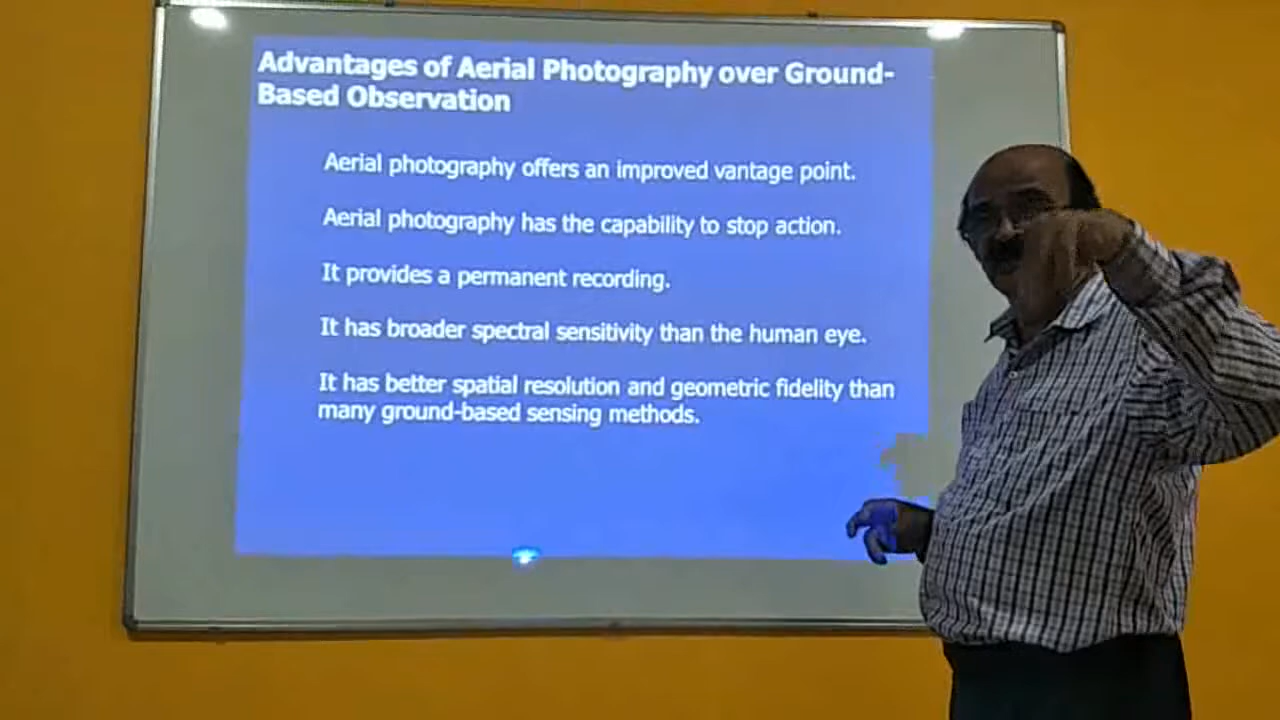 Advantages of Aerial Photography over Ground-
Based Observation
Aerial photography offers an improved vantage point.
Aerial photography has the capability to stop action.
It provides a permanent recording.
It has broader spectral sensitivity than the human eye.
It has better spatial resolution and geometric fidelity than
many ground-based sensing methods.